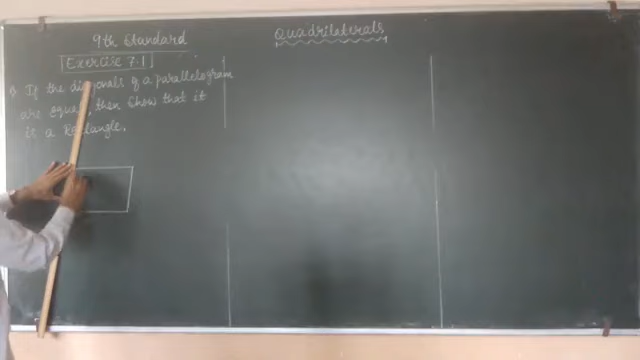 9th Standard
Quadrilaterals
Exercise 7.1
If the diagonals of a parallelogram
are equal, then show that it
is a Rectangle.